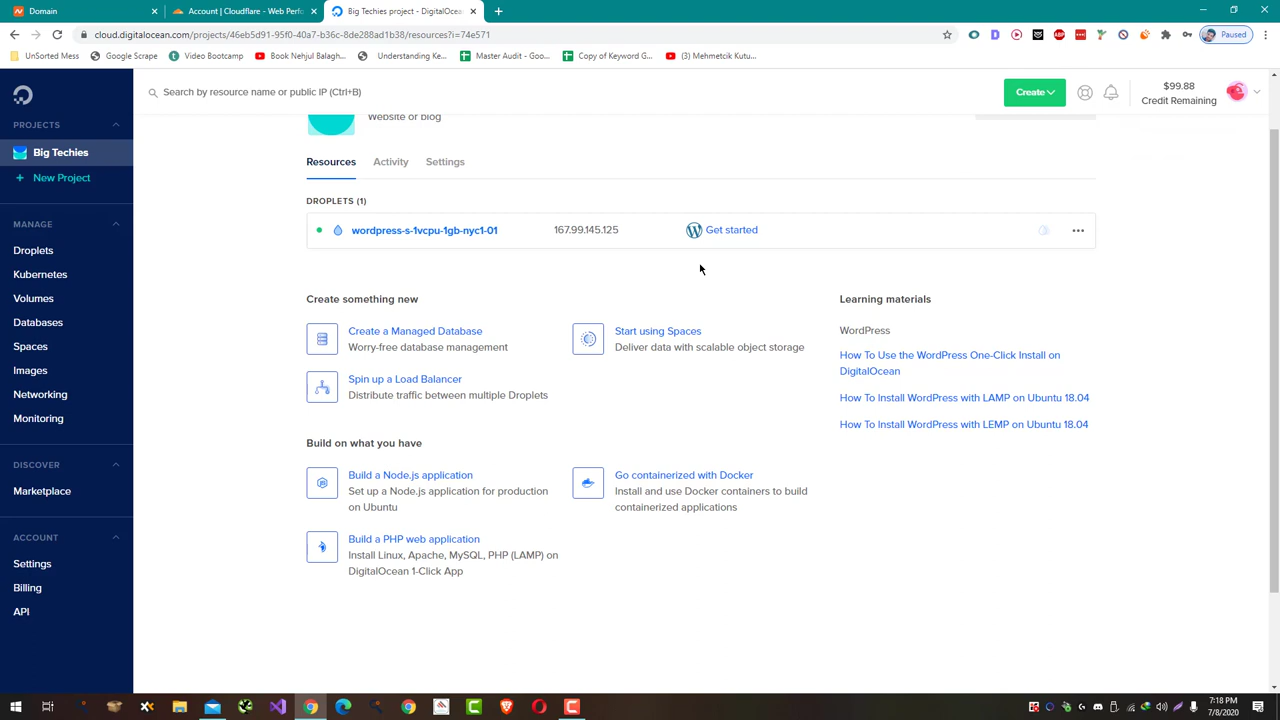 Domain
Account | Cloudflare - Web Perfo
Big Techies project - DigitalOcea
cloud.digitalocean.com/projects/46eb5d91-95f0-40a7-b36c-8de288ad1b38/resources?i=74e571
Paused
UnSorted Mess
Google Scrape
Video Bootcamp
Book Nehjul Balagh...
Understanding Ke...
Master Audit - Goo...
Copy of Keyword G...
(3) Mehmetcik Kutu...
Search by resource name or public IP (Ctrl+B)
Create
$99.88
Credit Remaining
PROJECTS
Big Techies
+ New Project
MANAGE
Droplets
Kubernetes
Volumes
Databases
Spaces
Images
Networking
Monitoring
DISCOVER
Marketplace
ACCOUNT
Settings
Billing
API
Website or blog
Resources
Activity
Settings
DROPLETS (1)
wordpress-s-1vcpu-1gb-nyc1-01
167.99.145.125
Get started
Create something new
Create a Managed Database
Worry-free database management
Start using Spaces
Deliver data with scalable object storage
Spin up a Load Balancer
Distribute traffic between multiple Droplets
Build on what you have
Build a Node.js application
Set up a Node.js application for production
on Ubuntu
Go containerized with Docker
Install and use Docker containers to build
containerized applications
Build a PHP web application
Install Linux, Apache, MySQL, PHP (LAMP) on
DigitalOcean 1-Click App
Learning materials
WordPress
How To Use the WordPress One-Click Install on
DigitalOcean
How To Install WordPress with LAMP on Ubuntu 18.04
How To Install WordPress with LEMP on Ubuntu 18.04
7:18 PM
7/8/2020